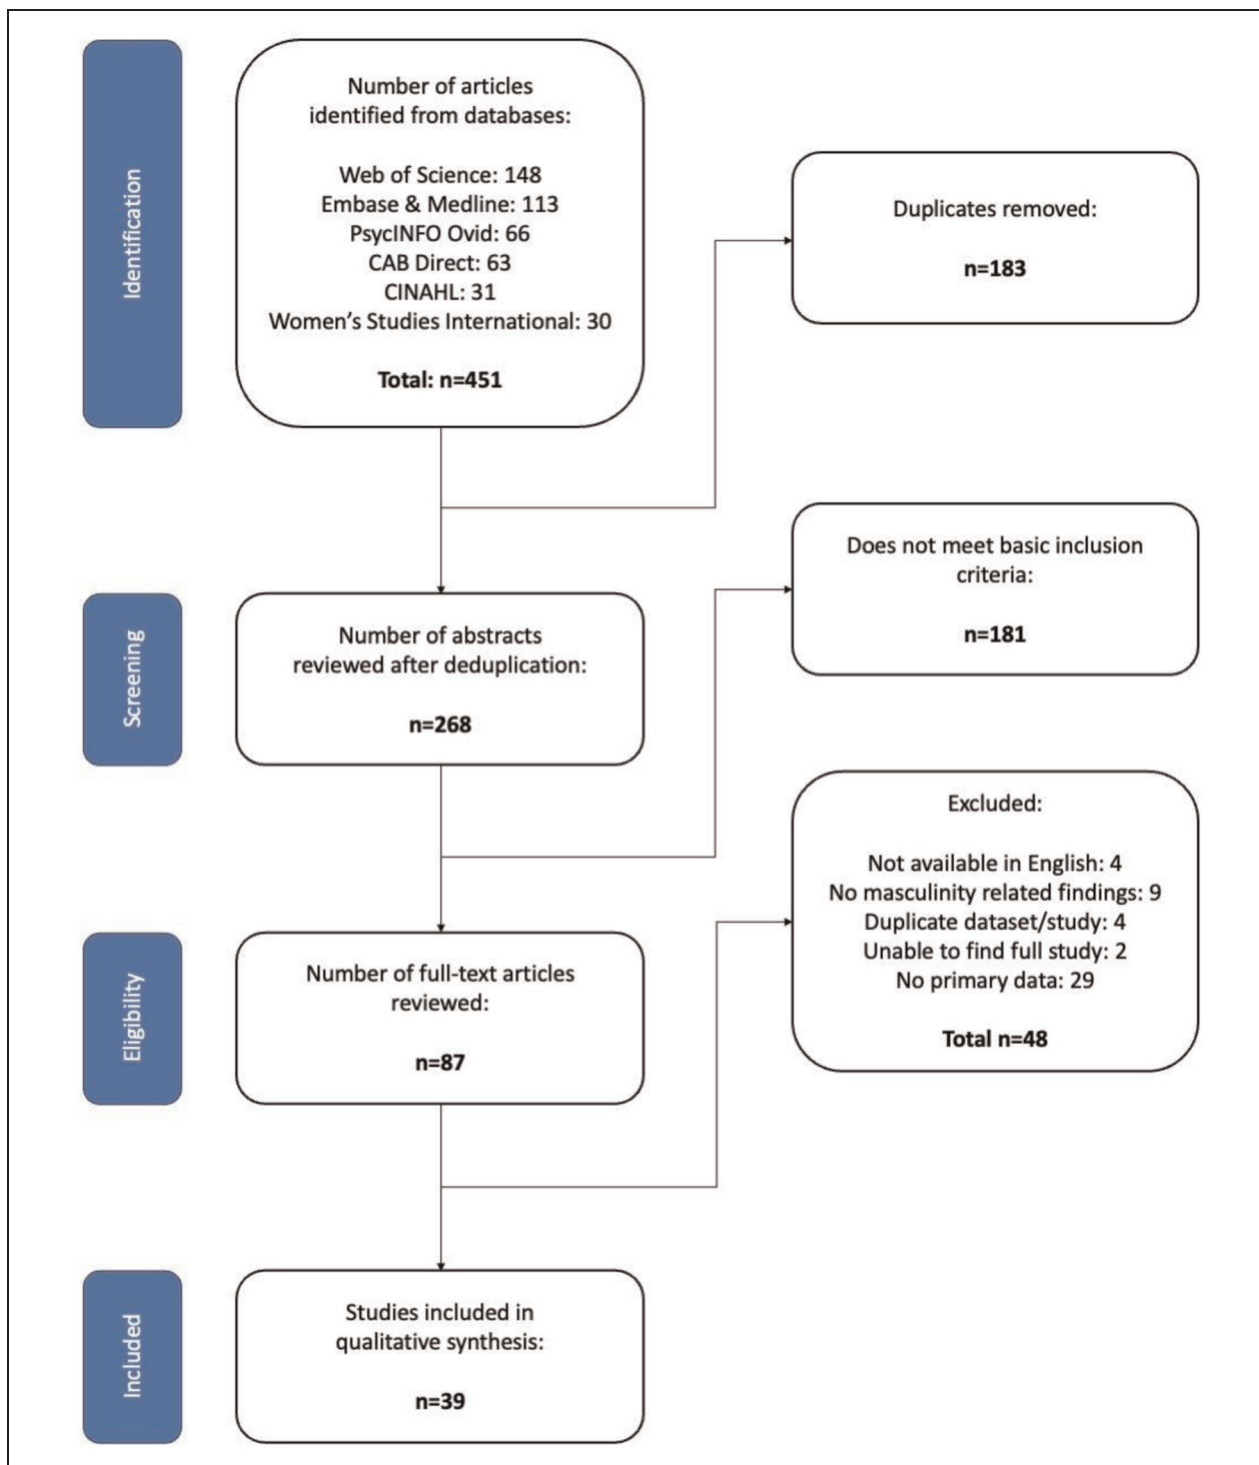 Identification
Number of articles
identified from databases:
Web of Science: 148
Embase & Medline: 113
PsycINFO Ovid: 66
CAB Direct: 63
CINAHL: 31
Women's Studies International: 30
Total: n=451
Duplicates removed:
n=183
Screening
Number of abstracts
reviewed after deduplication:
n=268
Does not meet basic inclusion
criteria:
n=181
Eligibility
Number of full-text articles
reviewed:
n=87
Excluded:
Not available in English: 4
No masculinity related findings: 9
Duplicate dataset/study: 4
Unable to find full study: 2
No primary data: 29
Total n=48
Included
Studies included in
qualitative synthesis:
n=39